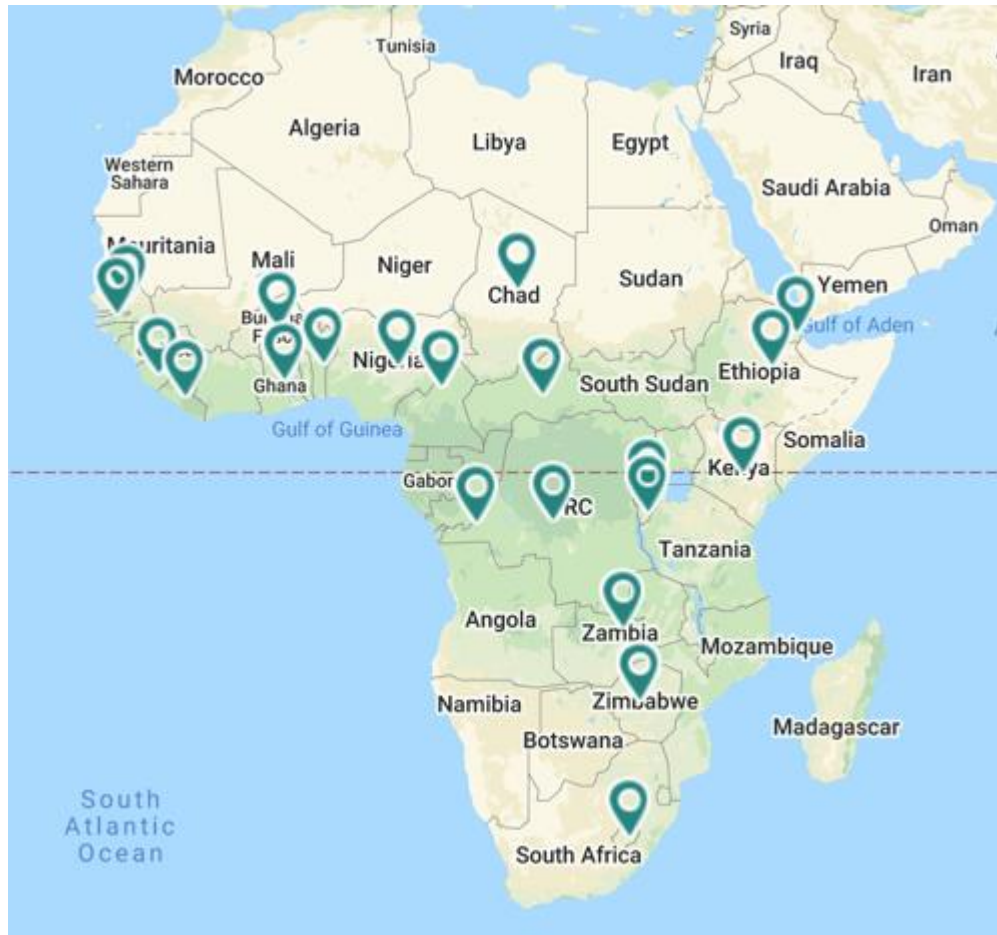 Syria
Tunisia
Iraq
Iran
Morocco
Algeria
Libya
Egypt
Western
Sahara
Saudi Arabia
Oman
Mali
Niger
Chad
Sudan
Yemen
Gulf of Aden
Ethiopia
South Sudan
Ghana
Gulf of Guinea
Somalia
Gabon
Tanzania
Angola
Zambia
Mozambique
Zimbabwe
Namibia
Madagascar
Botswana
South
Atlantic
Ocean
South Africa